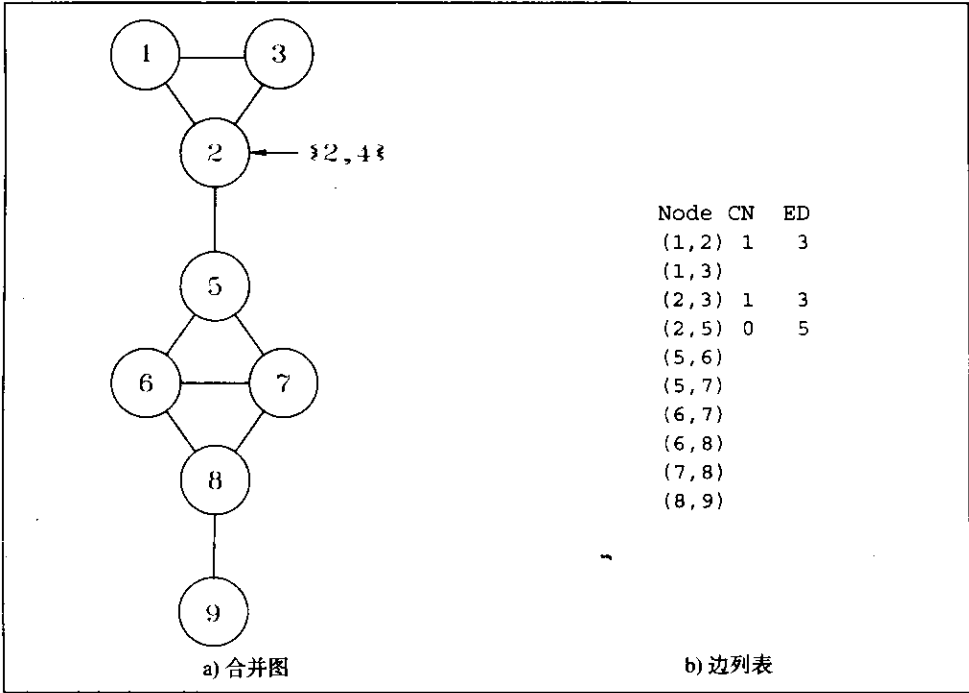 1
3
2
{2,4}
5
6
7
8
9
a) 合并图
Node CN ED
(1,2) 1 3
(1,3)
(2,3) 1 3
(2,5) 0 5
(5,6)
(5,7)
(6,7)
(6,8)
(7,8)
(8,9)
b) 边列表